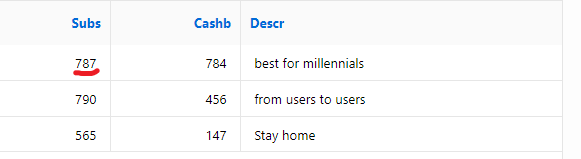 Subs Cashb Descr
787 784 best for millennials
790 456 from users to users
565 147 Stay home